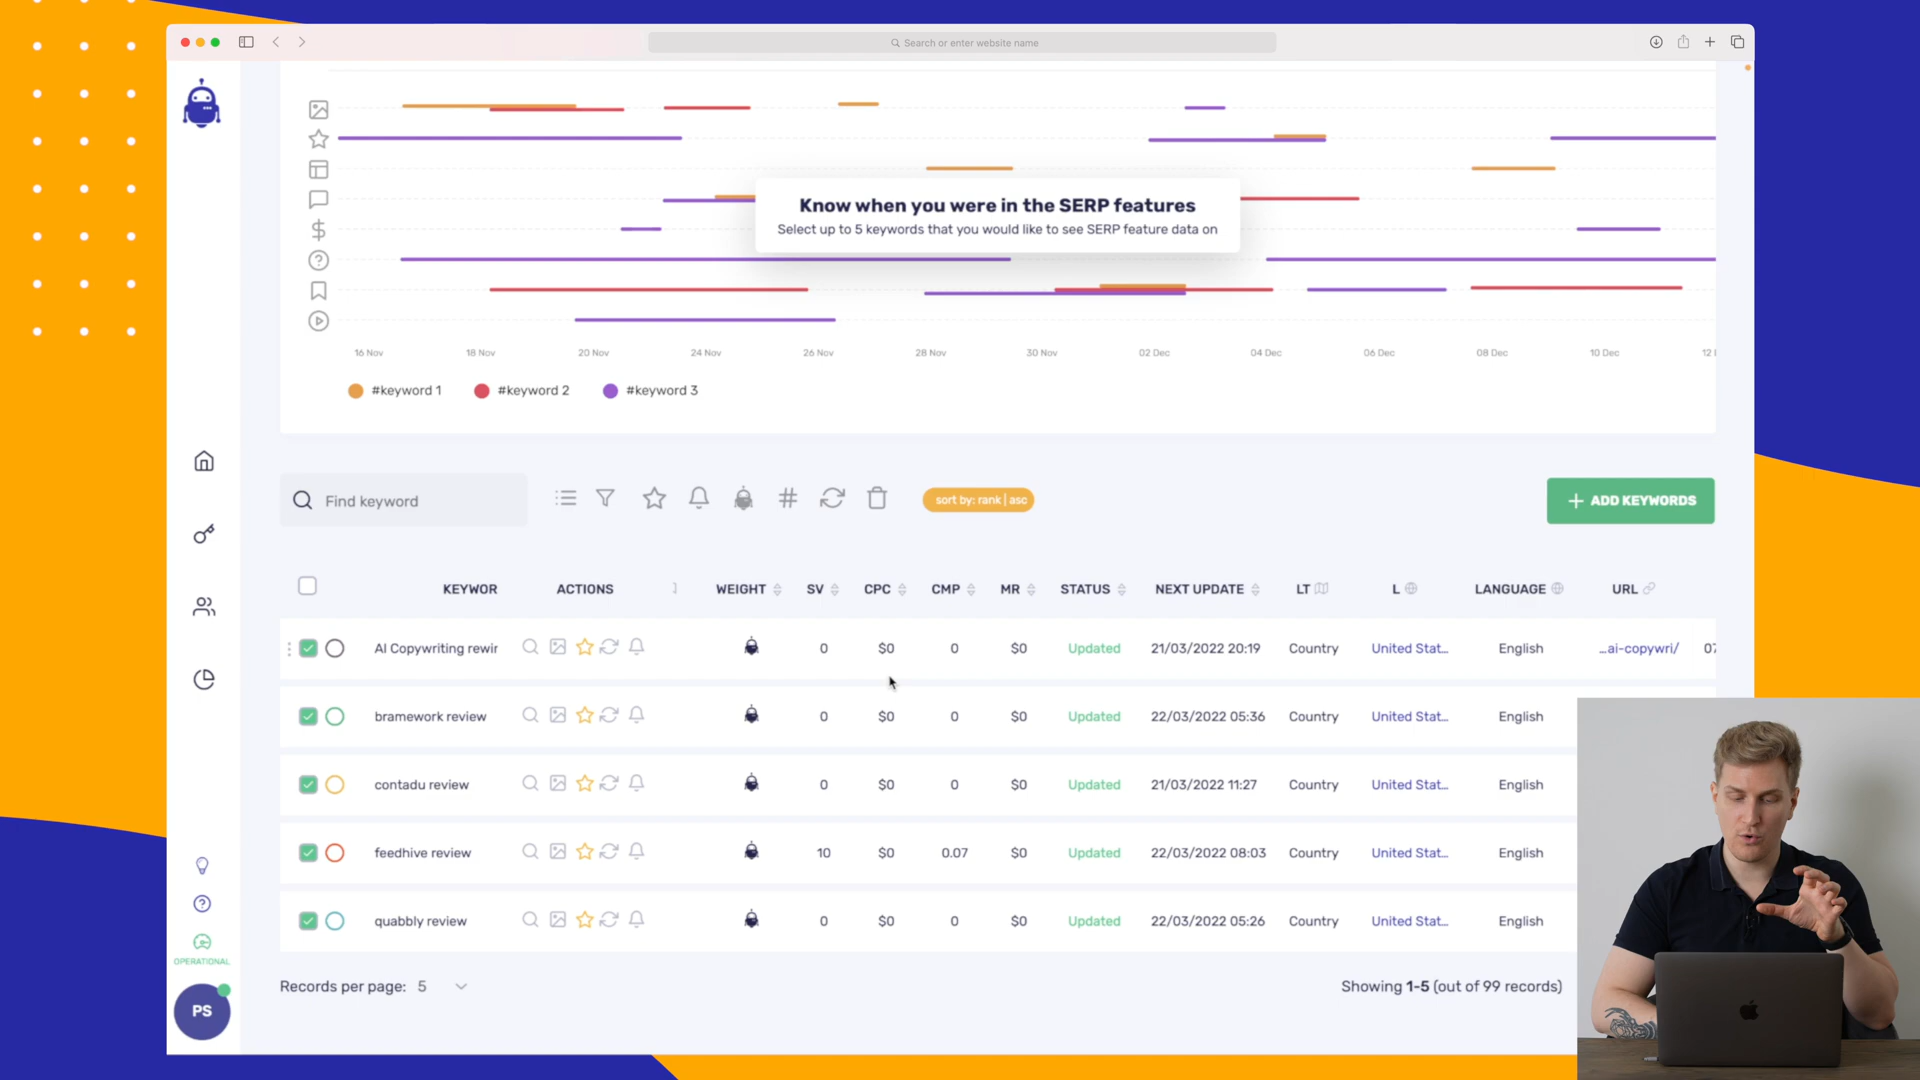 Search or enter website name
Know when you were in the SERP features
Select up to 5 keywords that you would like to see SERP feature data on
16 Nov 18 Nov 20 Nov 24 Nov 26 Nov 28 Nov 30 Nov 02 Dec 04 Dec 06 Dec 08 Dec 10 Dec 12
#keyword 1 #keyword 2 #keyword 3
Find keyword sort by: rank | asc + ADD KEYWORDS
KEYWOR ACTIONS WEIGHT SV CPC CMP MR STATUS NEXT UPDATE LT L LANGUAGE URL
AI Copywriting rewir 0 $0 0 $0 Updated 21/03/2022 20:19 Country United Stat... English ...ai-copywri/ 07
bramework review 0 $0 0 $0 Updated 22/03/2022 05:36 Country United Stat... English
contadu review 0 $0 0 $0 Updated 21/03/2022 11:27 Country United Stat... English
feedhive review 10 $0 0.07 $0 Updated 22/03/2022 08:03 Country United Stat... English
quabbly review 0 $0 0 $0 Updated 22/03/2022 05:26 Country United Stat... English
OPERATIONAL
Records per page: 5 Showing 1-5 (out of 99 records)
PS